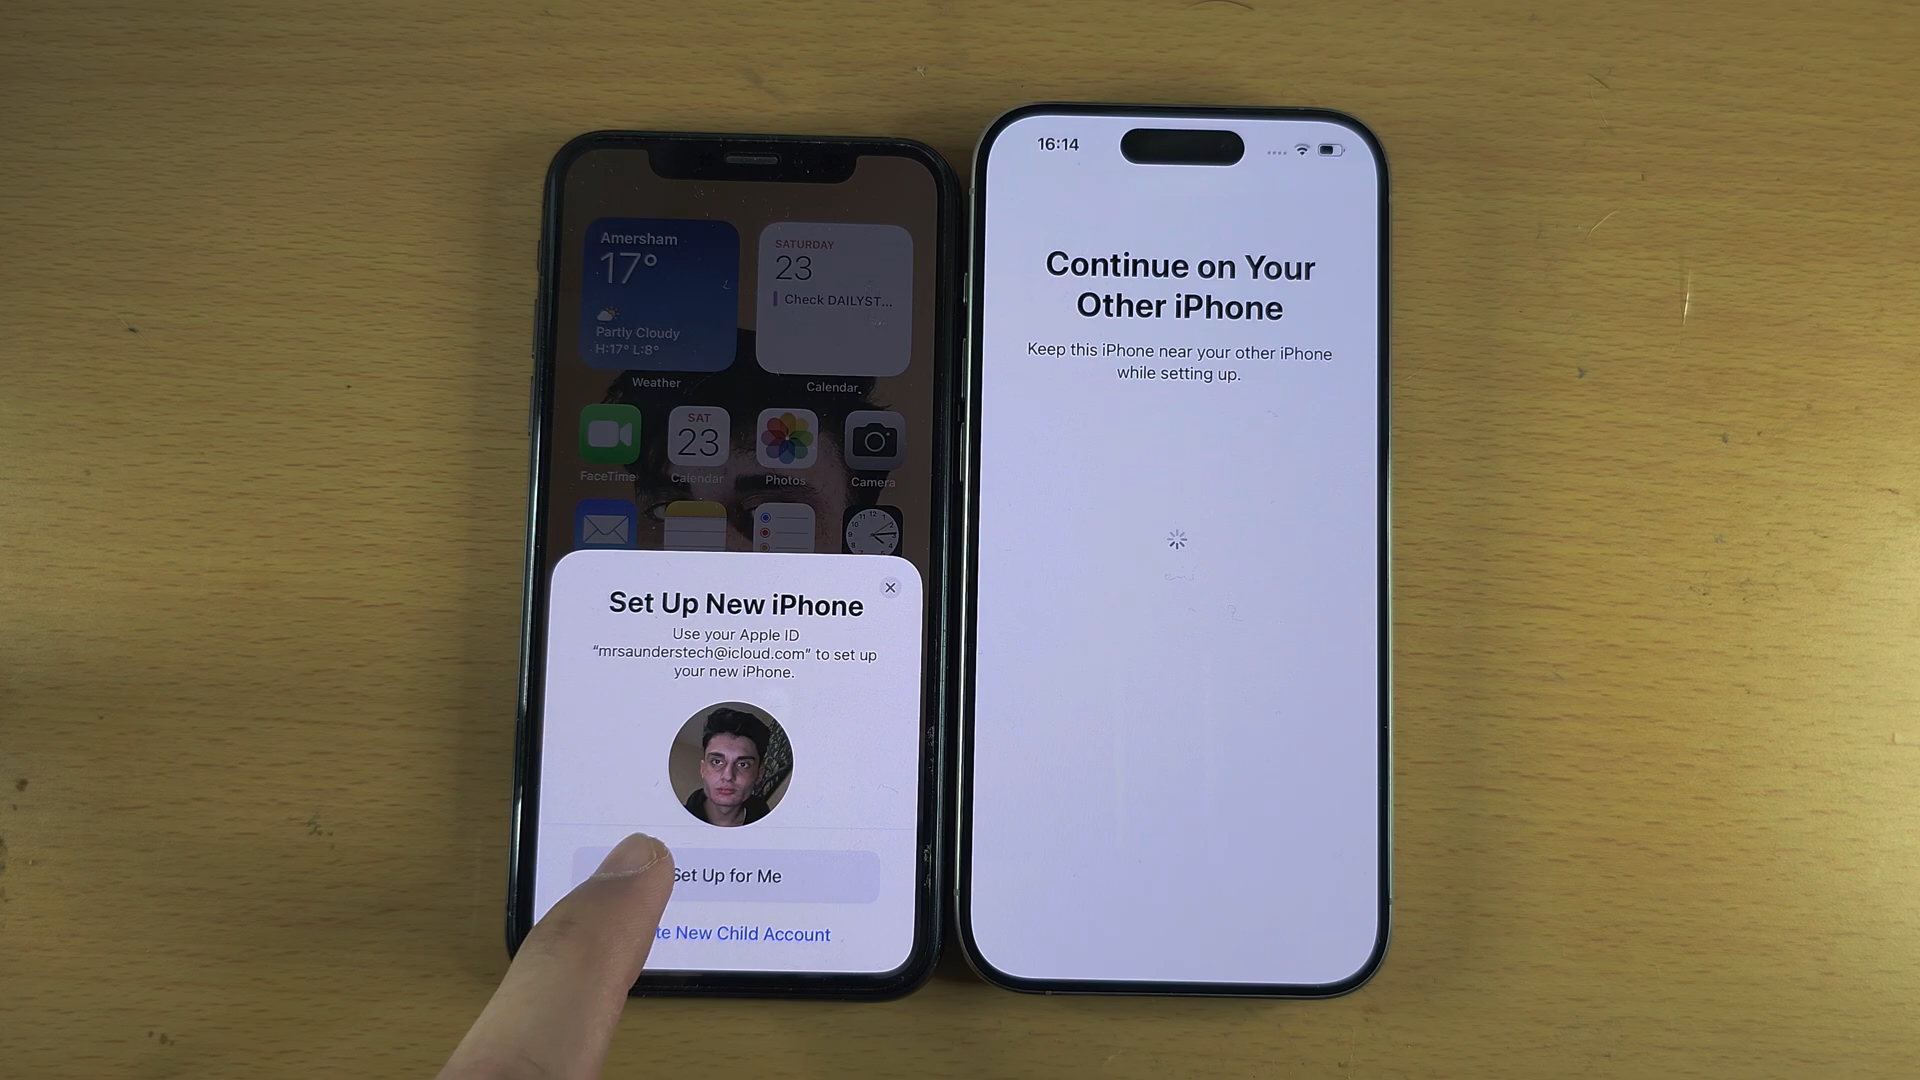 Amersham
17°
Partly Cloudy
H:17° L:8°
Weather
SATURDAY
23
Check DAILYST...
Calendar
FaceTime
SAT
23
Calendar
Photos
Camera
Set Up New iPhone
Use your Apple ID
“mrsaunderstech@icloud.com” to set up
your new iPhone.
Set Up for Me
te New Child Account
16:14
Continue on Your
Other iPhone
Keep this iPhone near your other iPhone
while setting up.